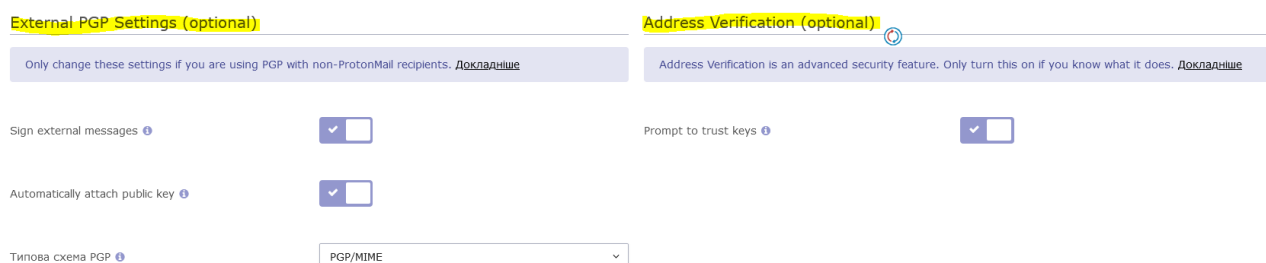 External PGP Settings (optional)
Only change these settings if you are using PGP with non-ProtonMail recipients. Докладніше
Sign external messages
Automatically attach public key
Типова схема PGP
PGP/MIME
Address Verification (optional)
Address Verification is an advanced security feature. Only turn this on if you know what it does. Докладніше
Prompt to trust keys